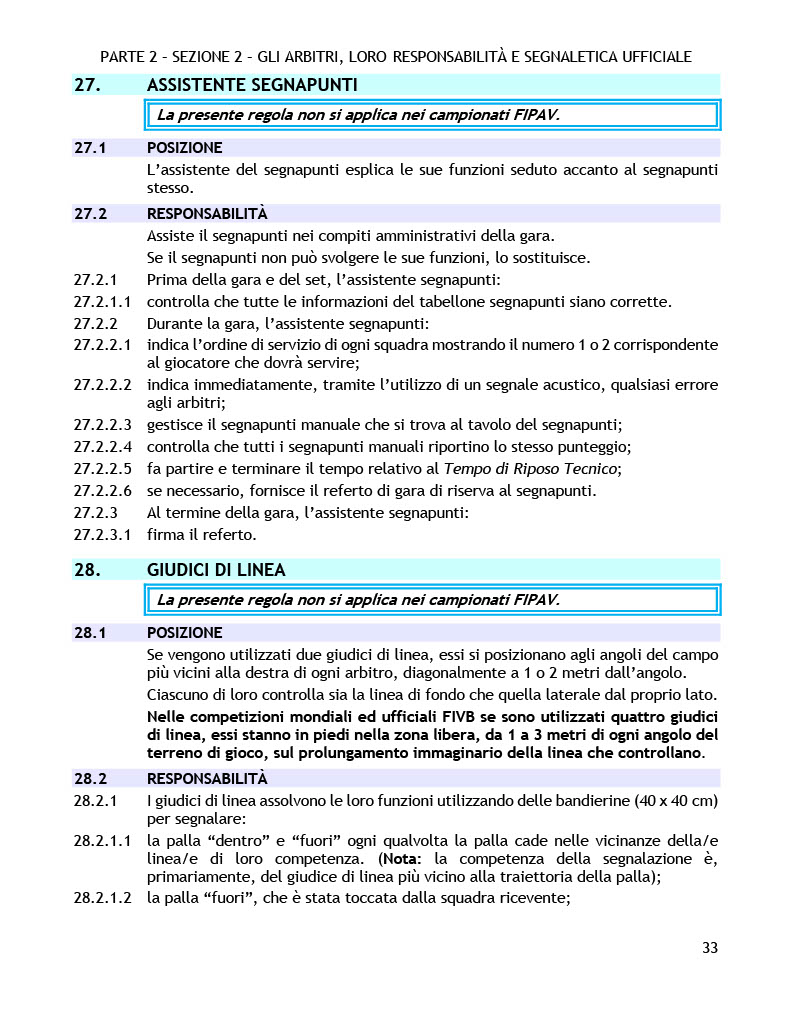 PARTE 2 – SEZIONE 2 – GLI ARBITRI, LORO RESPONSABILITÀ E SEGNALETICA UFFICIALE
27. ASSISTENTE SEGNAPUNTI
La presente regola non si applica nei campionati FIPAV.
27.1 POSIZIONE
L’assistente del segnapunti esplica le sue funzioni seduto accanto al segnapunti
stesso.
27.2 RESPONSABILITÀ
Assiste il segnapunti nei compiti amministrativi della gara.
Se il segnapunti non può svolgere le sue funzioni, lo sostituisce.
27.2.1 Prima della gara e del set, l’assistente segnapunti:
27.2.1.1 controlla che tutte le informazioni del tabellone segnapunti siano corrette.
27.2.2 Durante la gara, l’assistente segnapunti:
27.2.2.1 indica l’ordine di servizio di ogni squadra mostrando il numero 1 o 2 corrispondente
al giocatore che dovrà servire;
27.2.2.2 indica immediatamente, tramite l’utilizzo di un segnale acustico, qualsiasi errore
agli arbitri;
27.2.2.3 gestisce il segnapunti manuale che si trova al tavolo del segnapunti;
27.2.2.4 controlla che tutti i segnapunti manuali riportino lo stesso punteggio;
27.2.2.5 fa partire e terminare il tempo relativo al Tempo di Riposo Tecnico;
27.2.2.6 se necessario, fornisce il referto di gara di riserva al segnapunti.
27.2.3 Al termine della gara, l’assistente segnapunti:
27.2.3.1 firma il referto.
28. GIUDICI DI LINEA
La presente regola non si applica nei campionati FIPAV.
28.1 POSIZIONE
Se vengono utilizzati due giudici di linea, essi si posizionano agli angoli del campo
più vicini alla destra di ogni arbitro, diagonalmente a 1 o 2 metri dall’angolo.
Ciascuno di loro controlla sia la linea di fondo che quella laterale dal proprio lato.
Nelle competizioni mondiali ed ufficiali FIVB se sono utilizzati quattro giudici
di linea, essi stanno in piedi nella zona libera, da 1 a 3 metri di ogni angolo del
terreno di gioco, sul prolungamento immaginario della linea che controllano.
28.2 RESPONSABILITÀ
28.2.1 I giudici di linea assolvono le loro funzioni utilizzando delle bandierine (40 x 40 cm)
per segnalare:
28.2.1.1 la palla “dentro” e “fuori” ogni qualvolta la palla cade nelle vicinanze della/e
linea/e di loro competenza. (Nota: la competenza della segnalazione è,
primariamente, del giudice di linea più vicino alla traiettoria della palla);
28.2.1.2 la palla “fuori”, che è stata toccata dalla squadra ricevente;
33